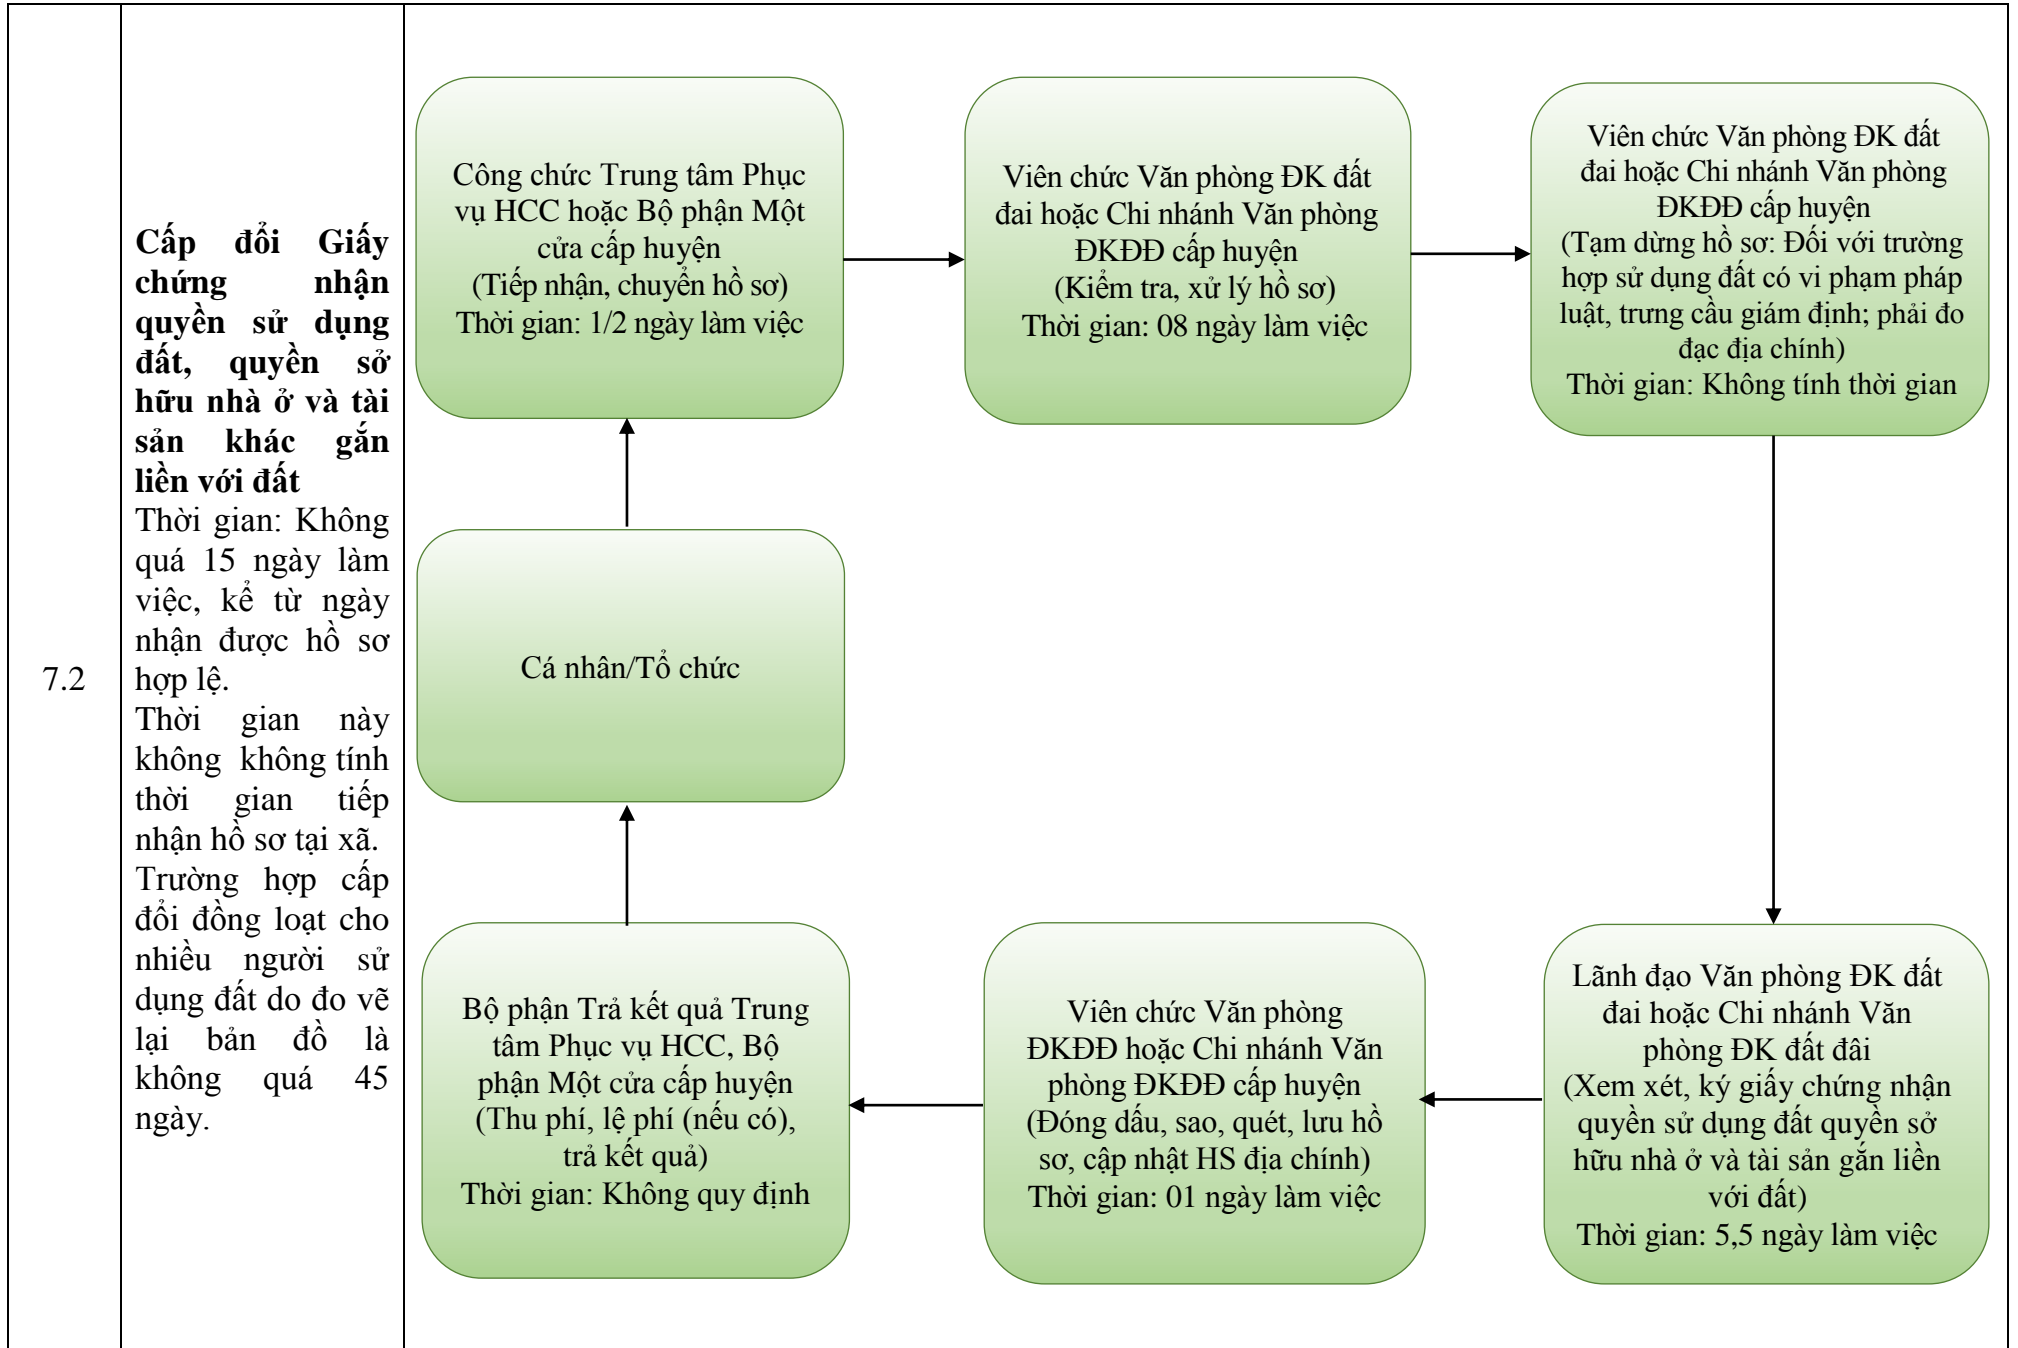 7.2
Cấp đổi Giấy
chứng nhận
quyền sử dụng
đất, quyền sở
hữu nhà ở và tài
sản khác gắn
liền với đất
Thời gian: Không
quá 15 ngày làm
việc, kể từ ngày
nhận được hồ sơ
hợp lệ.
Thời gian này
không không tính
thời gian tiếp
nhận hồ sơ tại xã.
Trường hợp cấp
đổi đồng loạt cho
nhiều người sử
dụng đất do đo vẽ
lại bản đồ là
không quá 45
ngày.
Công chức Trung tâm Phục
vụ HCC hoặc Bộ phận Một
cửa cấp huyện
(Tiếp nhận, chuyển hồ sơ)
Thời gian: 1/2 ngày làm việc
Viên chức Văn phòng ĐK đất
đai hoặc Chi nhánh Văn phòng
ĐKĐĐ cấp huyện
(Kiểm tra, xử lý hồ sơ)
Thời gian: 08 ngày làm việc
Viên chức Văn phòng ĐK đất
đai hoặc Chi nhánh Văn phòng
ĐKĐĐ cấp huyện
(Tạm dừng hồ sơ: Đối với trường
hợp sử dụng đất có vi phạm pháp
luật, trưng cầu giám định; phải đo
đạc địa chính)
Thời gian: Không tính thời gian
Cá nhân/Tổ chức
Bộ phận Trả kết quả Trung
tâm Phục vụ HCC, Bộ
phận Một cửa cấp huyện
(Thu phí, lệ phí (nếu có),
trả kết quả)
Thời gian: Không quy định
Viên chức Văn phòng
ĐKĐĐ hoặc Chi nhánh Văn
phòng ĐKĐĐ cấp huyện
(Đóng dấu, sao, quét, lưu hồ
sơ, cập nhật HS địa chính)
Thời gian: 01 ngày làm việc
Lãnh đạo Văn phòng ĐK đất
đai hoặc Chi nhánh Văn
phòng ĐK đất đâi
(Xem xét, ký giấy chứng nhận
quyền sử dụng đất quyền sở
hữu nhà ở và tài sản gắn liền
với đất)
Thời gian: 5,5 ngày làm việc